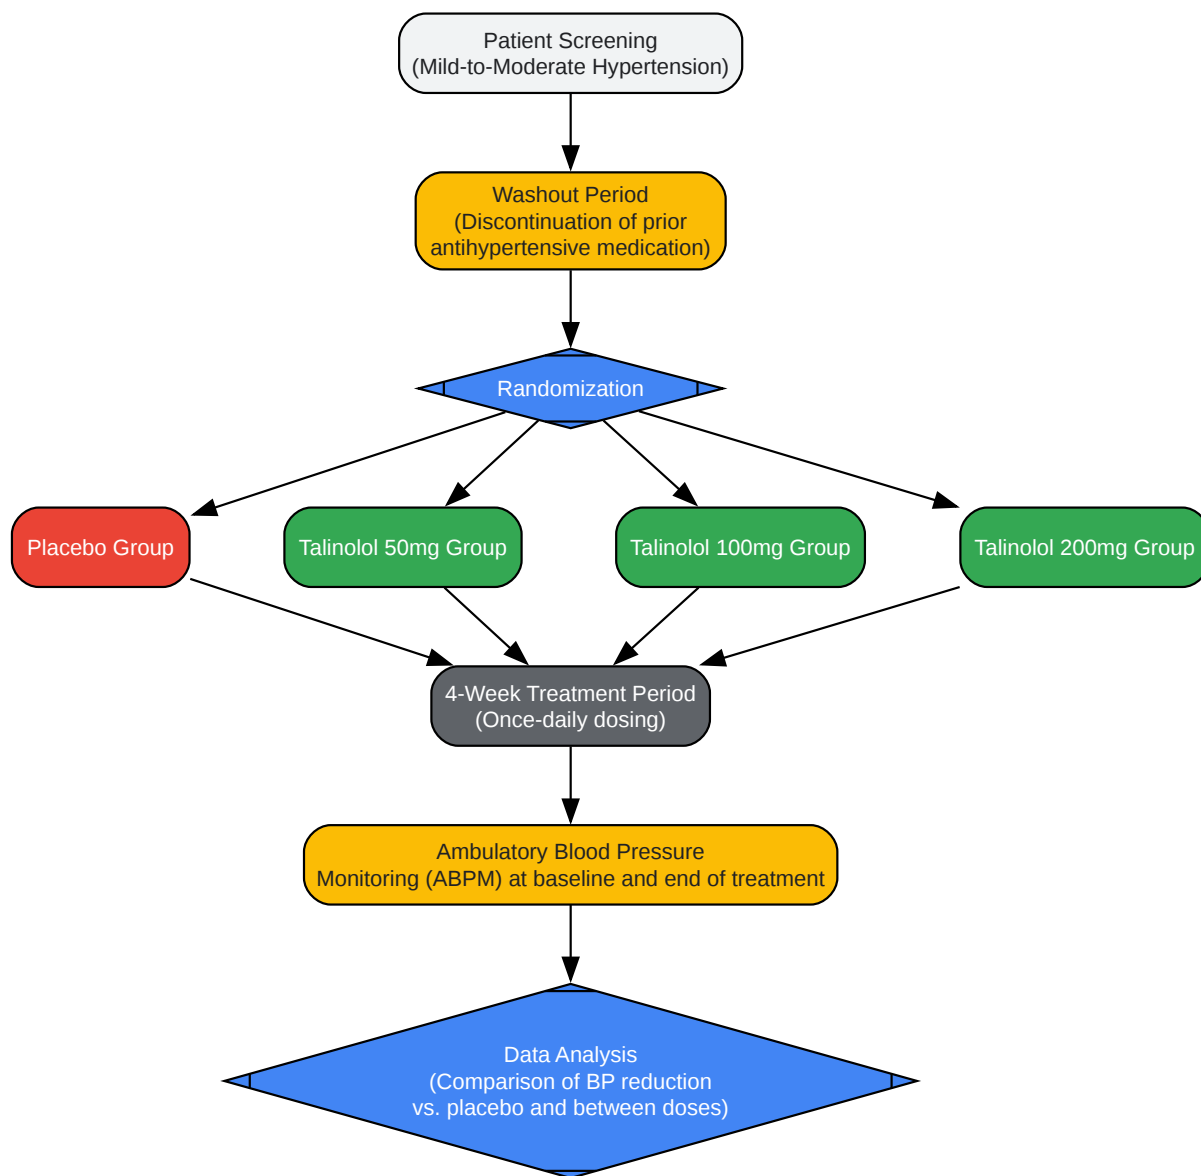 Patient Screening
(Mild-to-Moderate Hypertension)
Washout Period
(Discontinuation of prior
antihypertensive medication)
Randomization
Placebo Group
Talinolol 50mg Group
Talinolol 100mg Group
Talinolol 200mg Group
4-Week Treatment Period
(Once-daily dosing)
Ambulatory Blood Pressure
Monitoring (ABPM) at baseline and end of treatment
Data Analysis
(Comparison of BP reduction
vs. placebo and between doses)